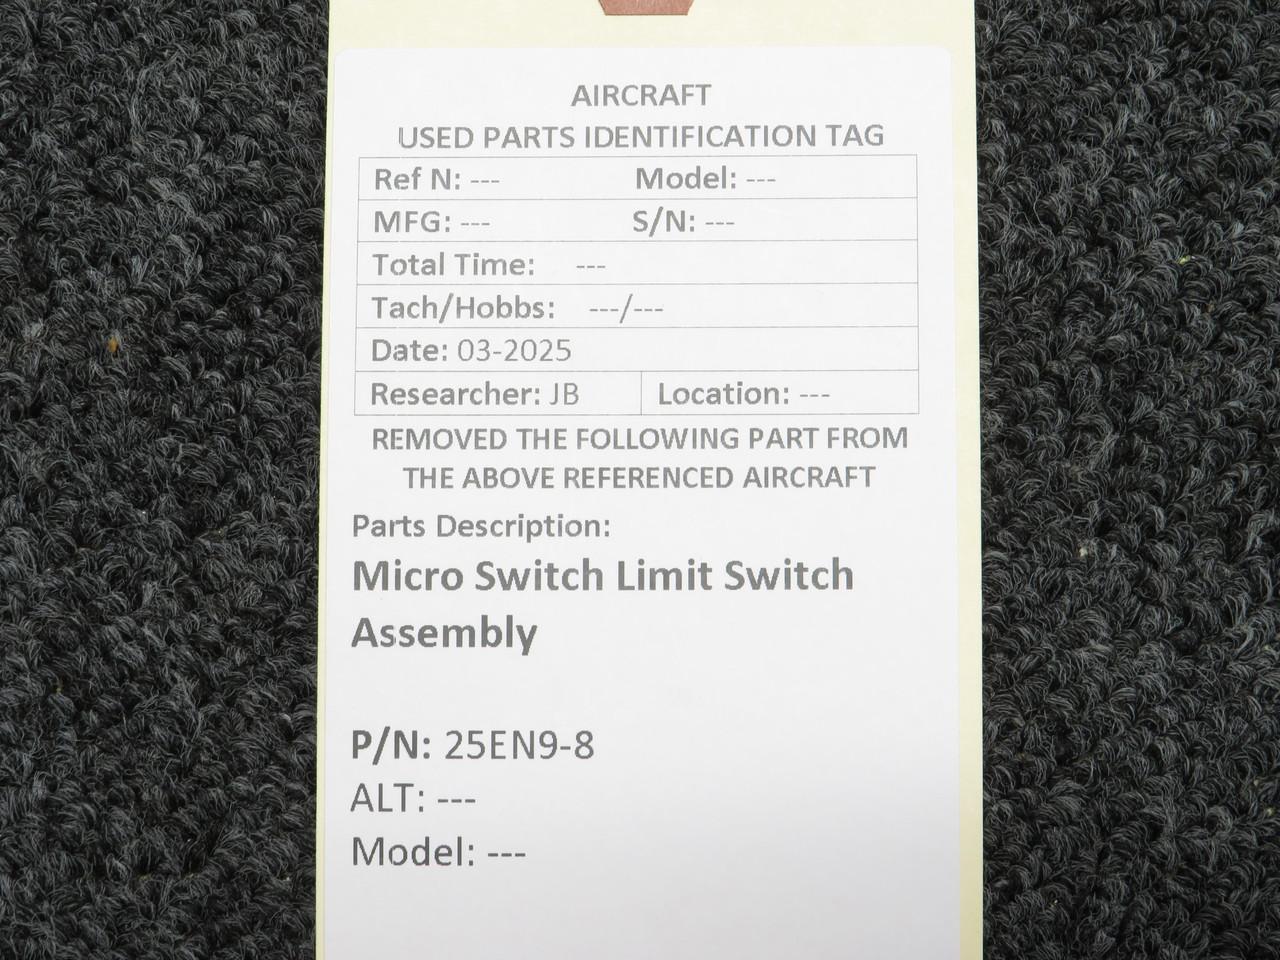 AIRCRAFT
USED PARTS IDENTIFICATION TAG
Ref N: --- Model: ---
MFG: --- S/N: ---
Total Time: ---
Tach/Hobbs: ---/---
Date: 03-2025
Researcher: JB Location: ---
REMOVED THE FOLLOWING PART FROM
THE ABOVE REFERENCED AIRCRAFT
Parts Description:
Micro Switch Limit Switch
Assembly
P/N: 25EN9-8
ALT: ---
Model: ---